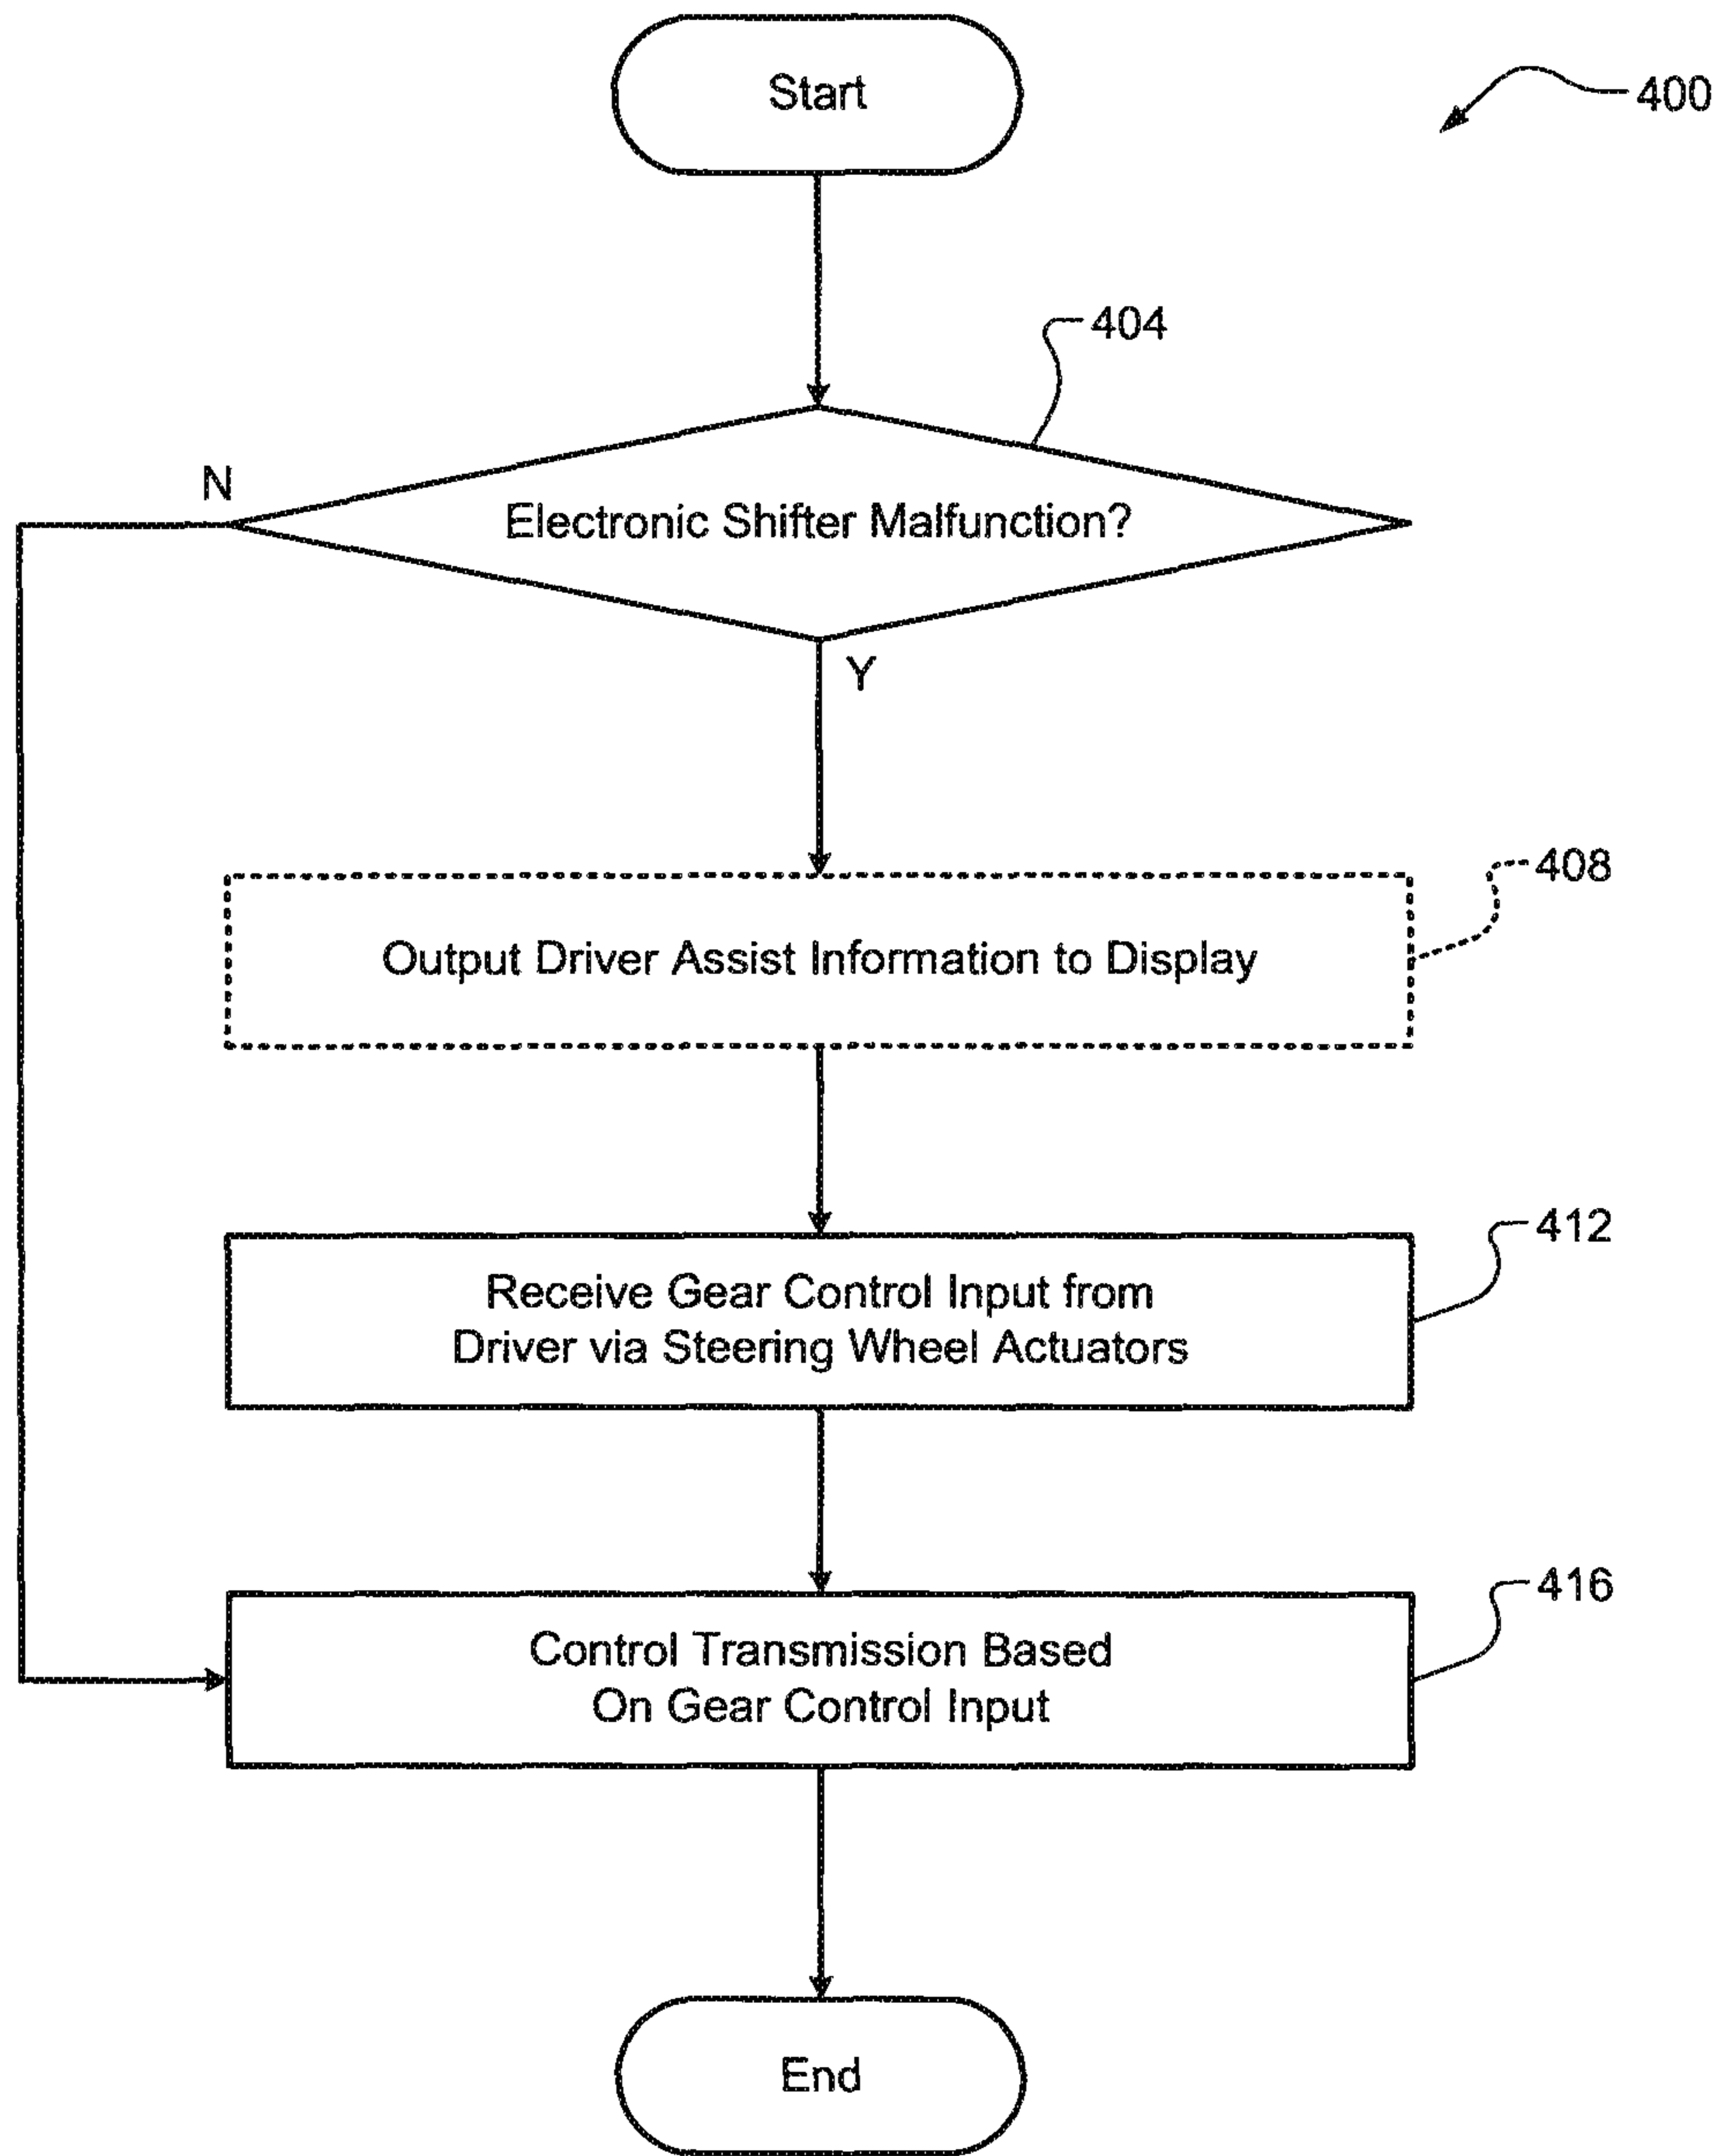 Start
400
404
N
Electronic Shifter Malfunction?
Y
408
Output Driver Assist Information to Display
412
Receive Gear Control Input from
Driver via Steering Wheel Actuators
416
Control Transmission Based
On Gear Control Input
End